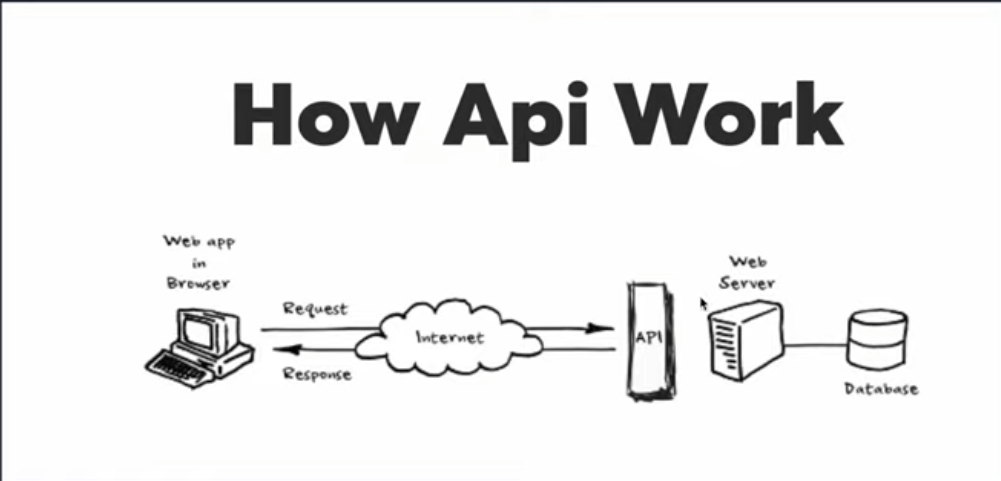 How Api Work
Web app
in
Browser
Request
Internet
Response
API
Web
Server
Database